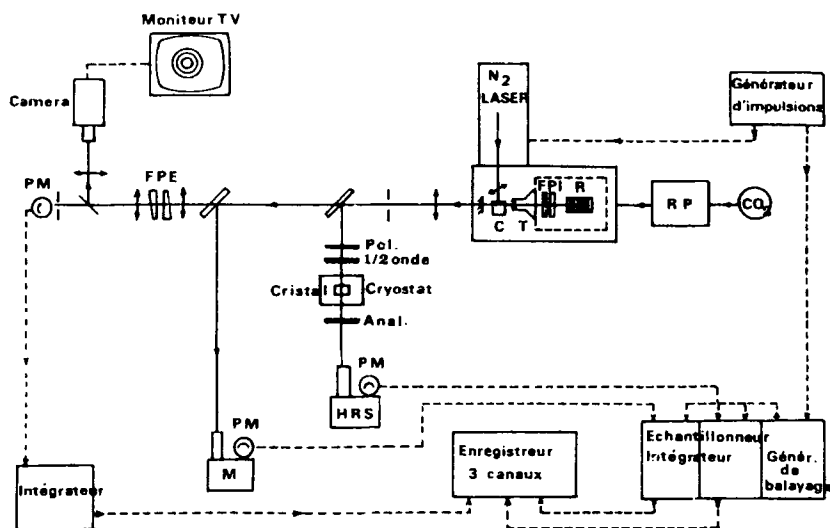 Moniteur TV
Camera
N2
LASER
Générateur
d'impulsions
PM
FPE
FPI
R
C
T
RP
CO2
Pol.
1/2 onde
Cristal
Cryostat
Anal.
PM
HRS
PM
M
Intégrateur
Enregistreur
3 canaux
Echantillonneur
Intégrateur
Génér.
de
balayage